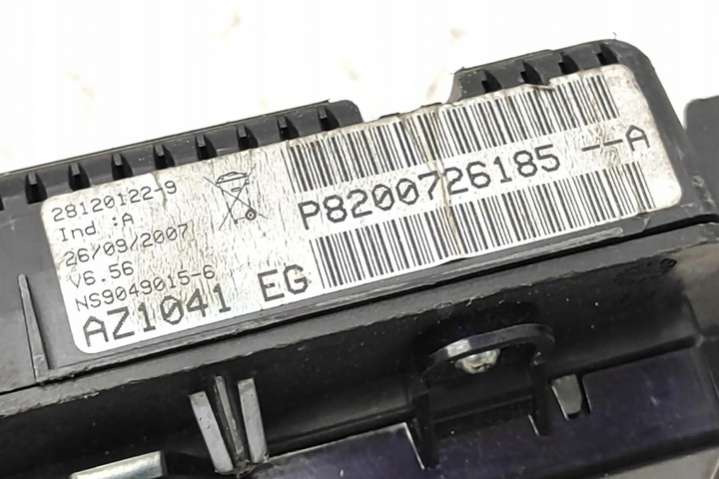 28120122-9
Ind :A
26/09/2007
V6.56
NS9049015-6
AZ1041 EG
P8200726185 --A